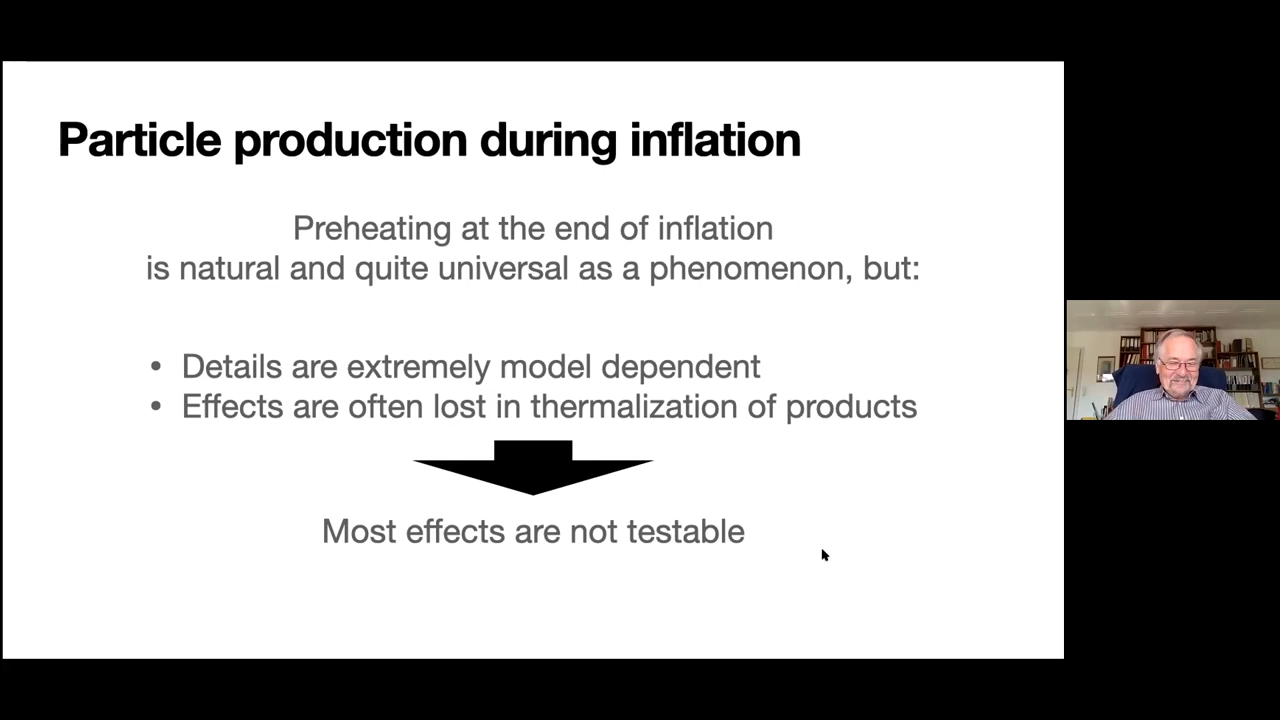 Particle production during inflation
Preheating at the end of inflation
is natural and quite universal as a phenomenon, but:
• Details are extremely model dependent
• Effects are often lost in thermalization of products
Most effects are not testable